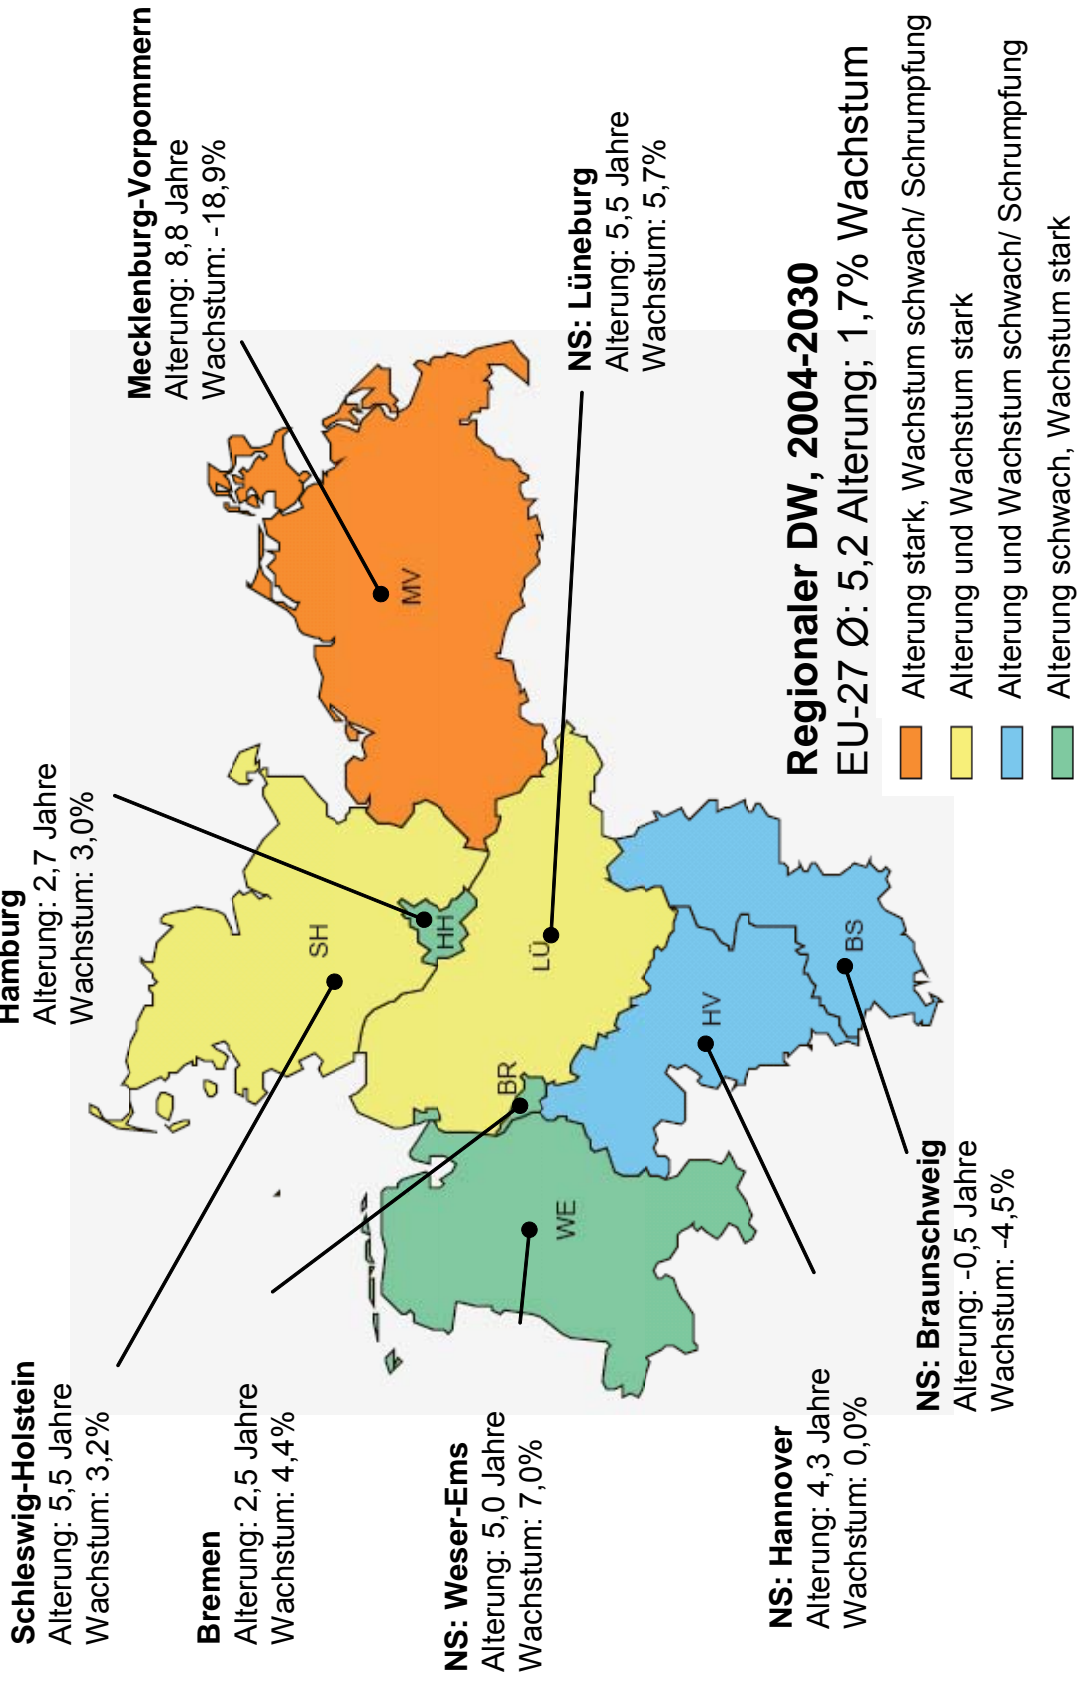 Schleswig-Holstein
Alterung: 5,5 Jahre
Wachstum: 3,2%
Hamburg
Alterung: 2,7 Jahre
Wachstum: 3,0%
Mecklenburg-Vorpommern
Alterung: 8,8 Jahre
Wachstum: -18,9%
Bremen
Alterung: 2,5 Jahre
Wachstum: 4,4%
NS: Weser-Ems
Alterung: 5,0 Jahre
Wachstum: 7,0%
NS: Lüneburg
Alterung: 5,5 Jahre
Wachstum: 5,7%
NS: Hannover
Alterung: 4,3 Jahre
Wachstum: 0,0%
NS: Braunschweig
Alterung: -0,5 Jahre
Wachstum: -4,5%
SH
HH
MV
BR
LÜ
WE
HV
BS
Regionaler DW, 2004-2030
EU-27 Ø: 5,2 Alterung; 1,7% Wachstum
Alterung stark, Wachstum schwach/ Schrumpfung
Alterung und Wachstum stark
Alterung und Wachstum schwach/ Schrumpfung
Alterung schwach, Wachstum stark